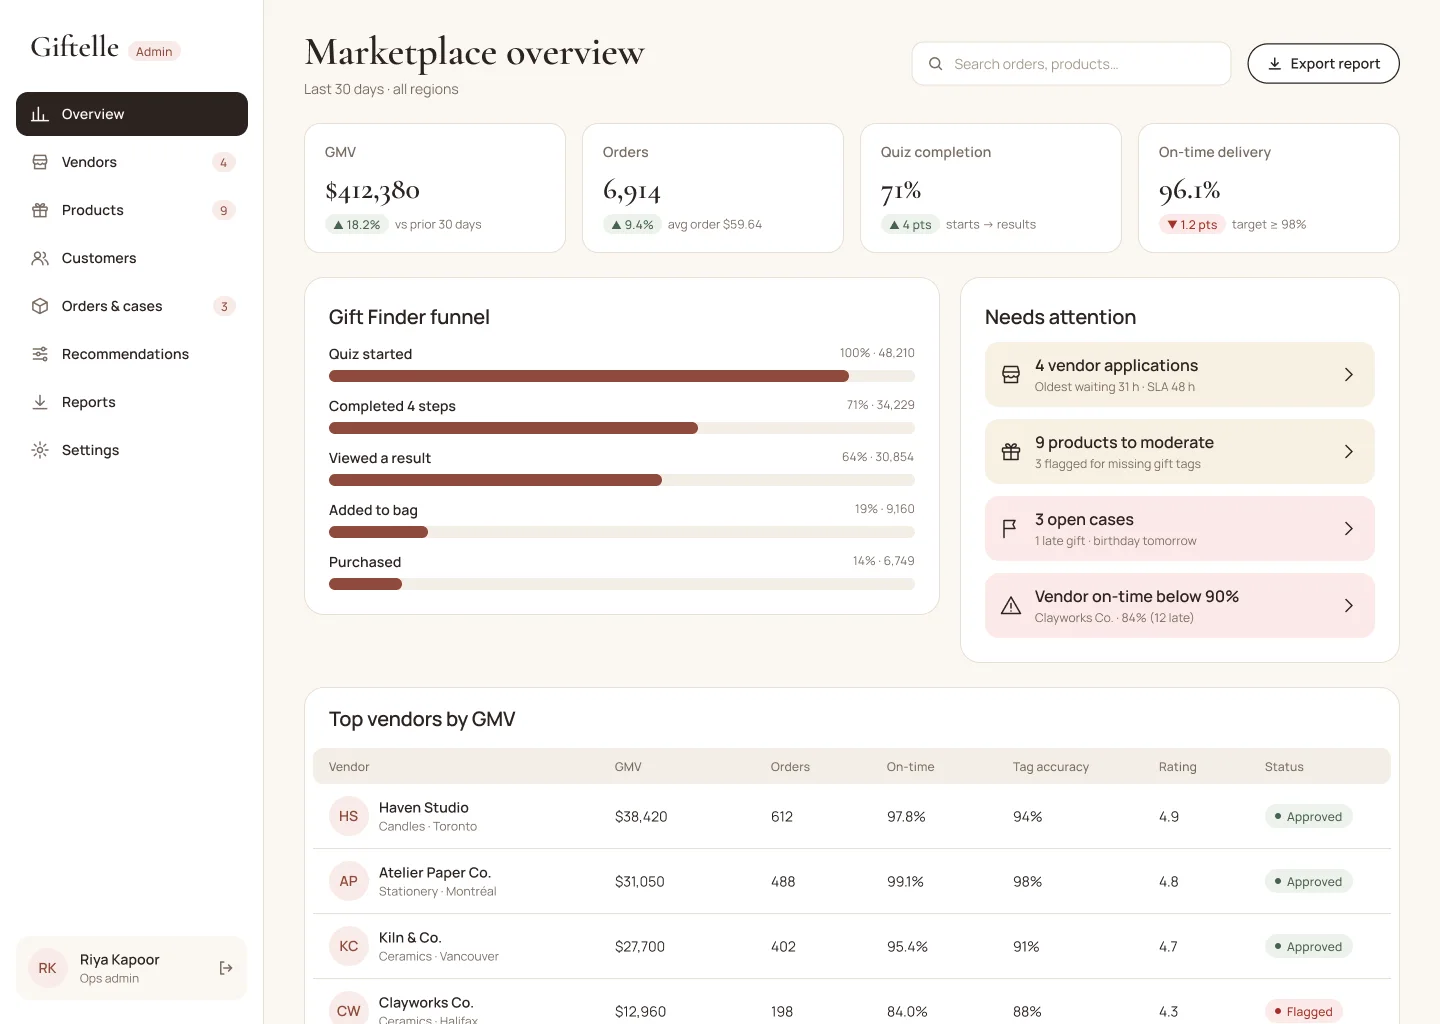 Giftelle Admin
Overview
Vendors 4
Products 9
Customers
Orders & cases 3
Recommendations
Reports
Settings
RK Riya Kapoor
Ops admin
Marketplace overview
Last 30 days · all regions
Search orders, products...
Export report
GMV
$412,380
▲ 18.2% vs prior 30 days
Orders
6,914
▲ 9.4% avg order $59.64
Quiz completion
71%
▲ 4 pts starts → results
On-time delivery
96.1%
▼ 1.2 pts target ≥ 98%
Gift Finder funnel
Quiz started 100% · 48,210
Completed 4 steps 71% · 34,229
Viewed a result 64% · 30,854
Added to bag 19% · 9,160
Purchased 14% · 6,749
Needs attention
4 vendor applications
Oldest waiting 31 h · SLA 48 h
9 products to moderate
3 flagged for missing gift tags
3 open cases
1 late gift · birthday tomorrow
Vendor on-time below 90%
Clayworks Co. · 84% (12 late)
Top vendors by GMV
Vendor GMV Orders On-time Tag accuracy Rating Status
HS Haven Studio $38,420 612 97.8% 94% 4.9 Approved
Candles · Toronto
AP Atelier Paper Co. $31,050 488 99.1% 98% 4.8 Approved
Stationery · Montréal
KC Kiln & Co. $27,700 402 95.4% 91% 4.7 Approved
Ceramics · Vancouver
CW Clayworks Co. $12,960 198 84.0% 88% 4.3 Flagged
Ceramics · Halifax